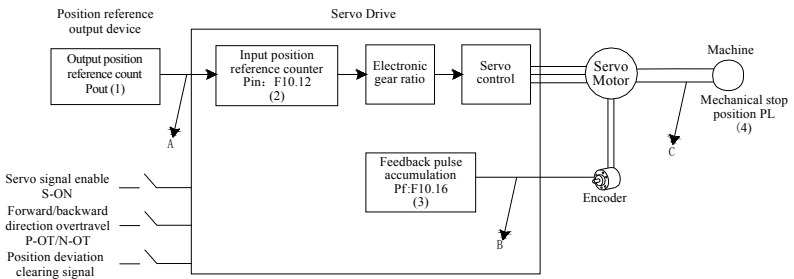 Position reference
output device
Servo Drive
Output position
reference count
Pout (1)
Input position
reference counter
Pin: F10.12
(2)
Electronic
gear ratio
Servo
control
Servo
Motor
Machine
Mechanical stop
position PL
(4)
A
C
Feedback pulse
accumulation
Pf:F10.16
(3)
Encoder
B
Servo signal enable
S-ON
Forward/backward
direction overtravel
P-OT/N-OT
Position deviation
clearing signal